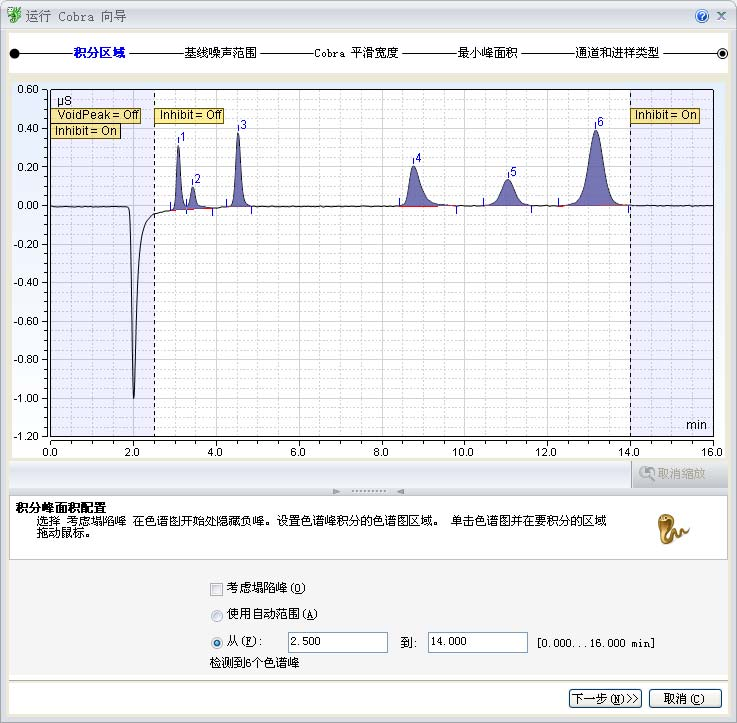 运行 Cobra 向导
积分区域 基线噪声范围 Cobra 平滑宽度 最小峰面积 通道和进样类型
0.60
µS
VoidPeak = Off
Inhibit = Off
Inhibit = On
Inhibit = On
0.40
0.20
0.00
-0.20
-0.40
-0.60
-0.80
-1.00
-1.20
1
2
3
4
5
6
min
0.0 2.0 4.0 6.0 8.0 10.0 12.0 14.0 16.0
取消缩放
积分峰面积配置
选择 考虑塌陷峰 在色谱图开始处隐藏负峰。设置色谱峰积分的色谱图区域。 单击色谱图并在要积分的区域
拖动鼠标。
考虑塌陷峰(O)
使用自动范围(A)
从(F): 2.500 到: 14.000 [0.000...16.000 min]
检测到6个色谱峰
下一步(N)>> 取消(C)